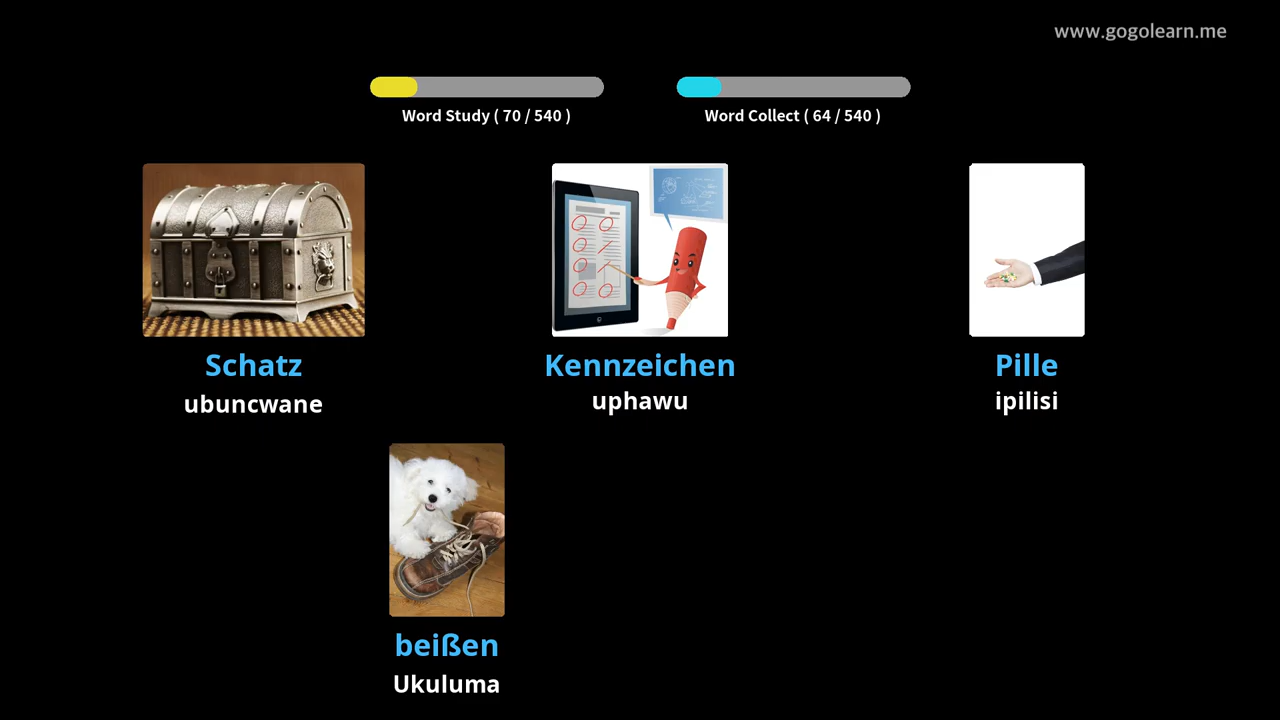 www.gogolearn.me
Word Study ( 70 / 540 )
Word Collect ( 64 / 540 )
Schatz
ubuncwane
Kennzeichen
uphawu
Pille
ipilisi
beißen
Ukuluma